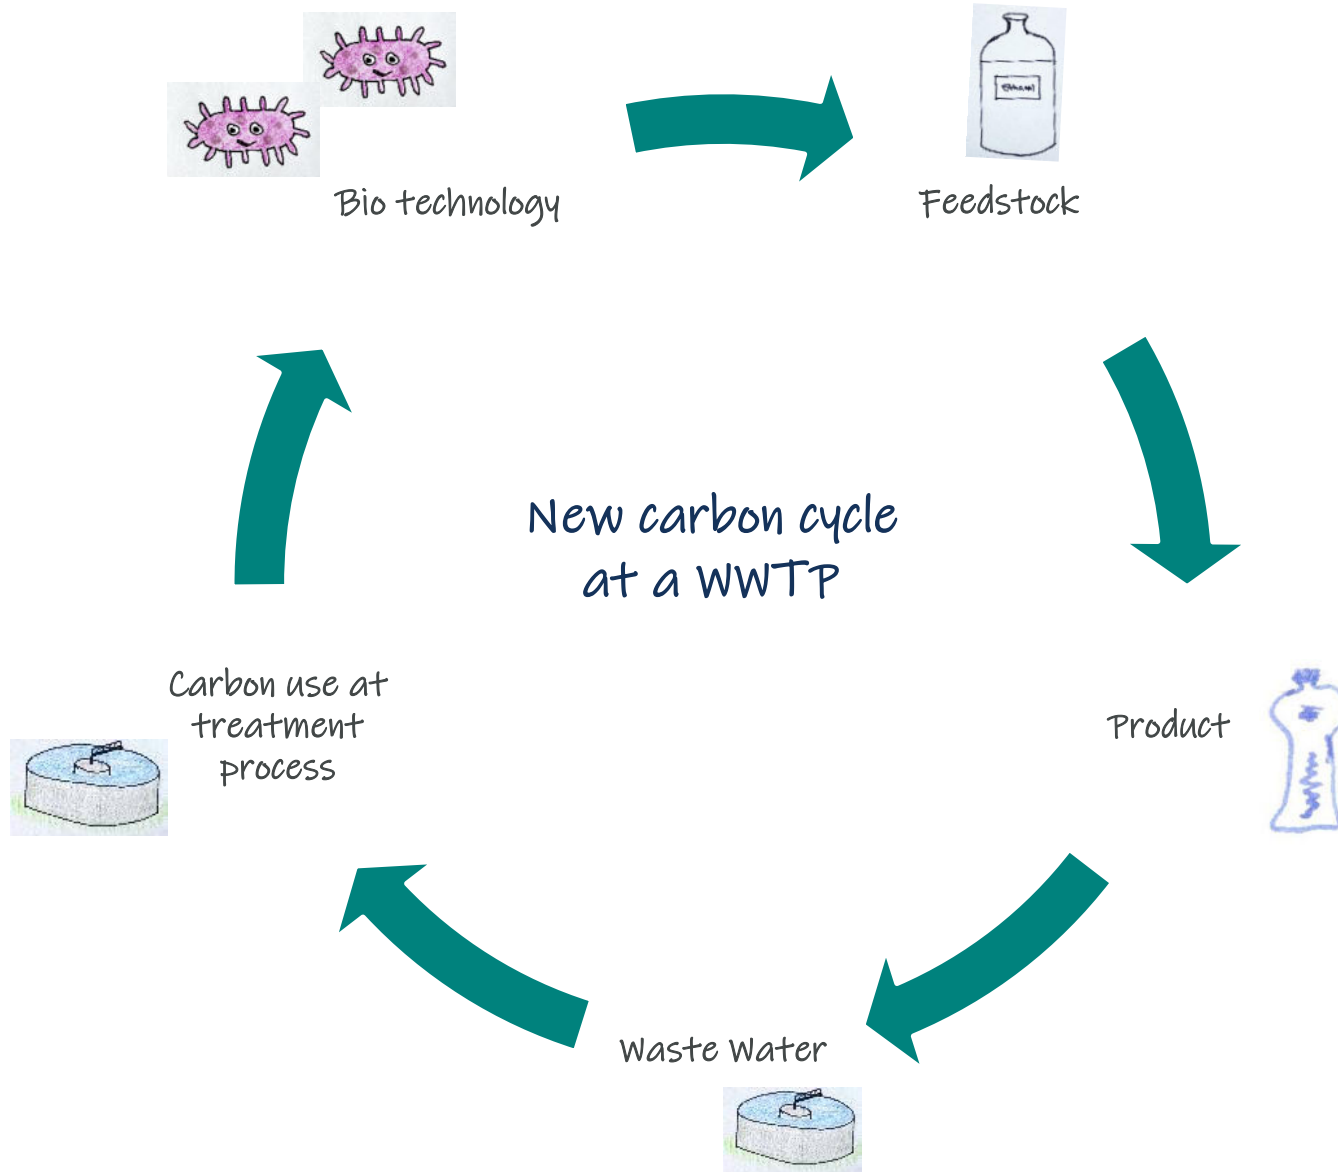 Bio technology
Feedstock
New carbon cycle
at a WWTP
Carbon use at
treatment
process
Product
Waste Water